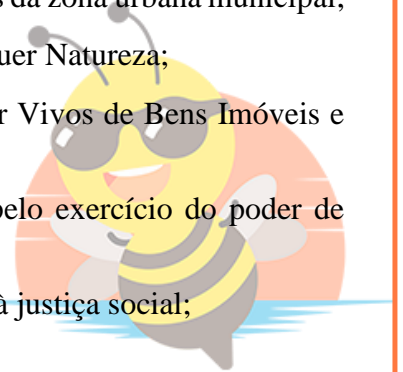 s da zona urbana municipal,
uer Natureza;
r Vivos de Bens Imóveis e
pelo exercício do poder de
à justiça social;